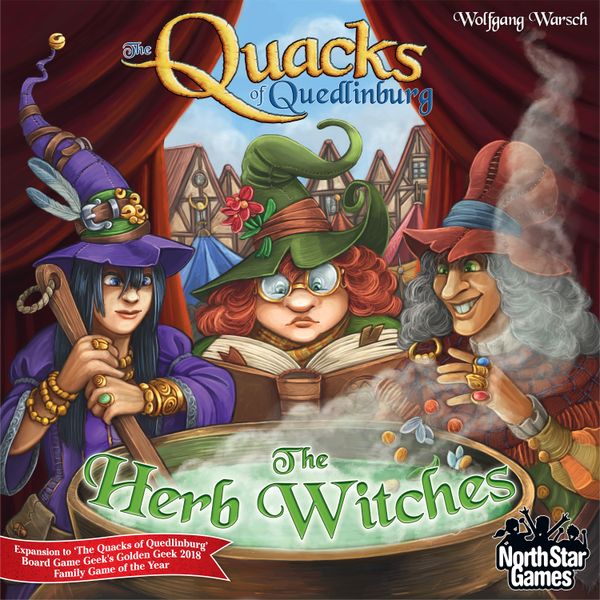 Wolfgang Warsch
The
Quacks
of Quedlinburg
The
Herb Witches
Expansion to 'The Quacks of Quedlinburg'
Board Game Geek's Golden Geek 2018
Family Game of the Year
North Star
Games